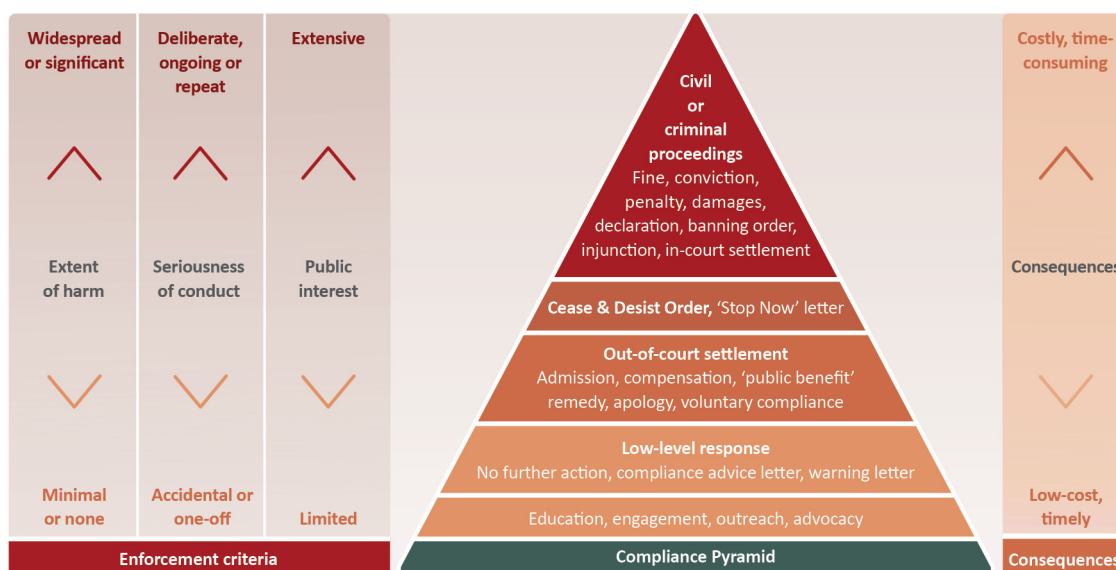 Widespread
or significant
Deliberate,
ongoing or
repeat
Extensive
Extent
of harm
Seriousness
of conduct
Public
interest
Minimal
or none
Accidental or
one-off
Limited
Enforcement criteria
Civil
or
criminal
proceedings
Fine, conviction,
penalty, damages,
declaration, banning order,
injunction, in-court settlement
Cease & Desist Order, ‘Stop Now’ letter
Out-of-court settlement
Admission, compensation, ‘public benefit’
remedy, apology, voluntary compliance
Low-level response
No further action, compliance advice letter, warning letter
Education, engagement, outreach, advocacy
Compliance Pyramid
Costly, time-
consuming
Consequences
Low-cost,
timely
Consequences